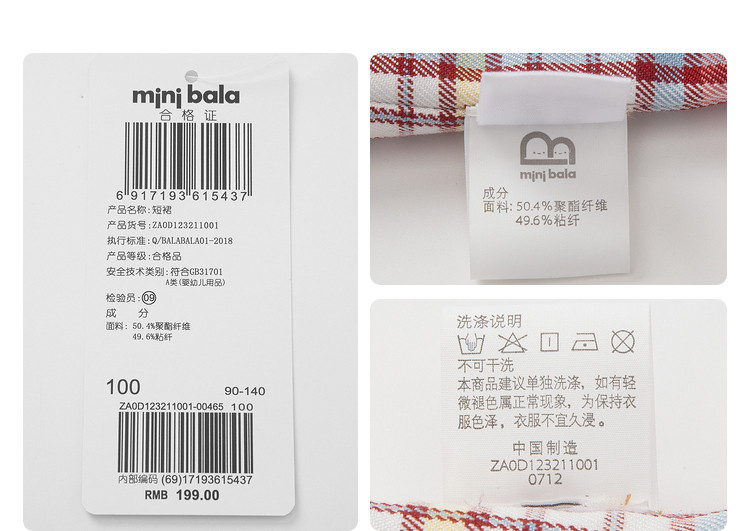 mini bala
合格证
6 917193 615437
产品名称: 短裙
产品货号: ZA0D123211001
执行标准: Q/BALABALA01-2018
产品等级: 合格品
安全技术类别: 符合GB31701
A类(婴幼儿用品)
检验员: 09
成 分
面料: 50.4%聚酯纤维
49.6%粘纤
100 90-140
ZA0D123211001-00465 100
内部编码 (69)17193615437
RMB 199.00
mini bala
成分
面料: 50.4%聚酯纤维
49.6%粘纤
洗涤说明
不可干洗
本商品建议单独洗涤，如有轻
微褪色属正常现象，为保持衣
服色泽，衣服不宜久浸。
中国制造
ZA0D123211001
0712